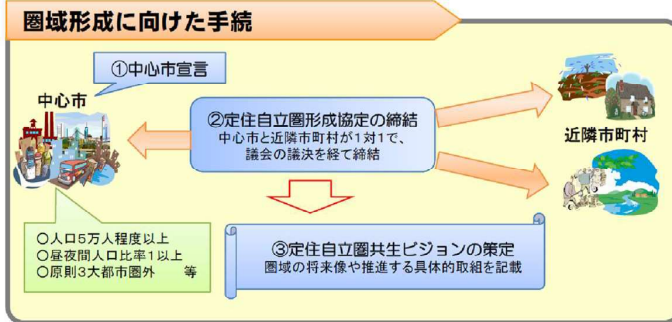 圏域形成に向けた手続
①中心市宣言
中心市
②定住自立圏形成協定の締結
中心市と近隣市町村が1対1で、
議会の議決を経て締結
近隣市町村
○人口5万人程度以上
○昼夜間人口比率1以上
○原則3大都市圏外　等
③定住自立圏共生ビジョンの策定
圏域の将来像や推進する具体的取組を記載